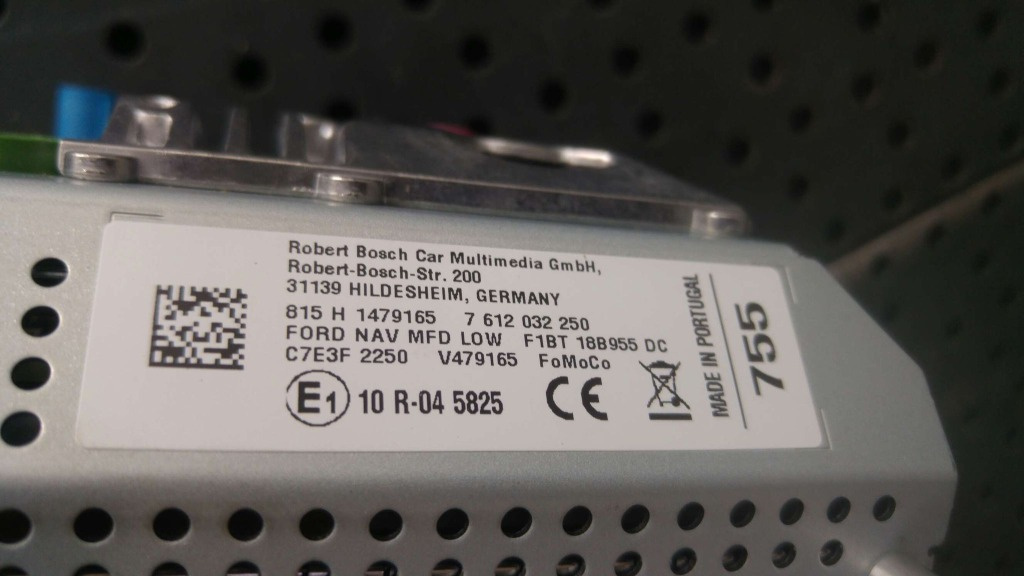 Robert Bosch Car Multimedia GmbH,
Robert-Bosch-Str. 200
31139 HILDESHEIM, GERMANY
815 H 1479165 7 612 032 250
FORD NAV MFD LOW F1BT 18B955 DC
C7E3F 2250 V479165 FoMoCo
E1 10 R-04 5825 CE
MADE IN PORTUGAL
755